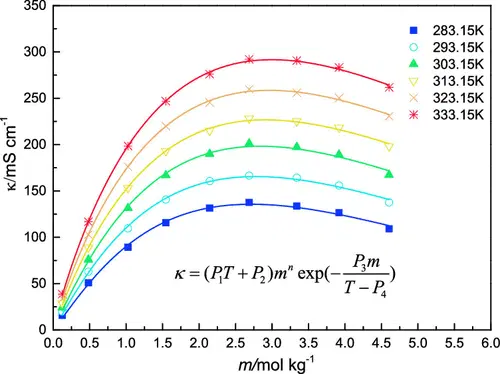 350
300
250
200
150
100
50
0
κ/mS cm-1
283.15K
293.15K
303.15K
313.15K
323.15K
333.15K
κ = (P1T + P2)m^n exp(-P3m/(T - P4))
0.0 0.5 1.0 1.5 2.0 2.5 3.0 3.5 4.0 4.5 5.0 5.5 6.0
m/mol kg-1